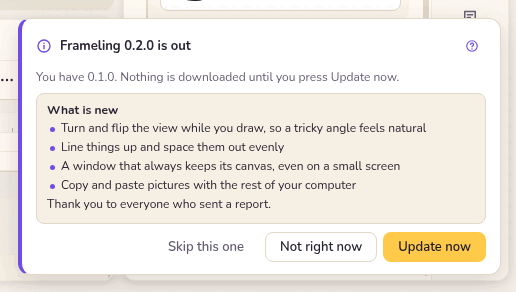 Frameling 0.2.0 is out
You have 0.1.0. Nothing is downloaded until you press Update now.
What is new
Turn and flip the view while you draw, so a tricky angle feels natural
Line things up and space them out evenly
A window that always keeps its canvas, even on a small screen
Copy and paste pictures with the rest of your computer
Thank you to everyone who sent a report.
Skip this one
Not right now
Update now